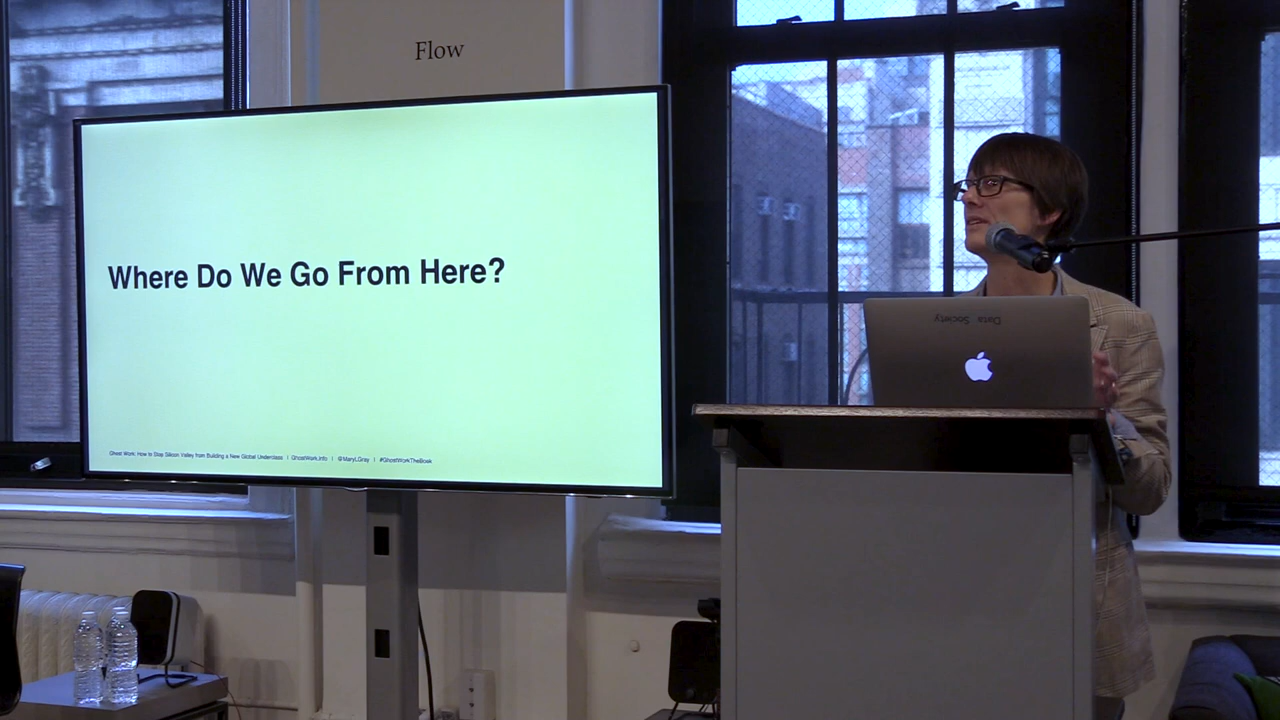 Flow
Where Do We Go From Here?
Ghost Work: How to Stop Silicon Valley from Building a New Global Underclass | GhostWork.info | @MaryLGray | #GhostWorkTheBook
Data Society